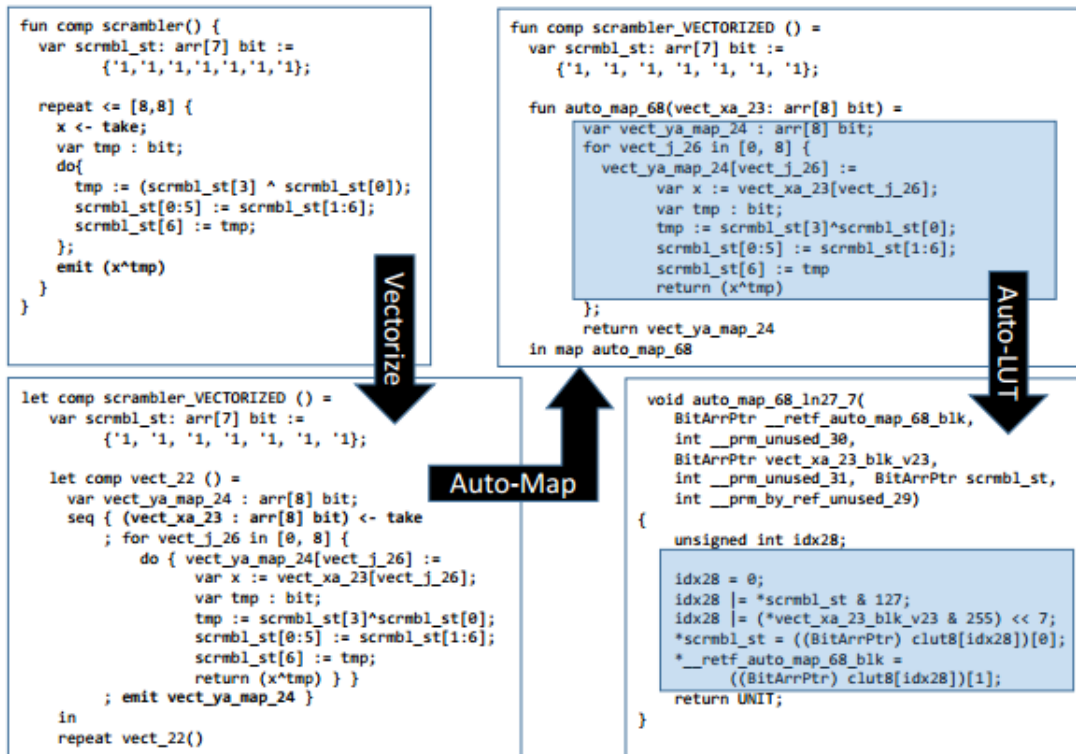 fun comp scrambler() {
var scrmbl_st: arr[7] bit :=
{'1,'1,'1,'1,'1,'1,'1};
repeat <= [8,8] {
x <- take;
var tmp : bit;
do{
tmp := (scrmbl_st[3] ^ scrmbl_st[0]);
scrmbl_st[0:5] := scrmbl_st[1:6];
scrmbl_st[6] := tmp;
};
emit (x^tmp)
}
}
Vectorize
let comp scrambler_VECTORIZED () =
var scrmbl_st: arr[7] bit :=
{'1, '1, '1, '1, '1, '1, '1};
let comp vect_22 () =
var vect_ya_map_24 : arr[8] bit;
seq { (vect_xa_23 : arr[8] bit) <- take
; for vect_j_26 in [0, 8] {
do { vect_ya_map_24[vect_j_26] :=
var x := vect_xa_23[vect_j_26];
var tmp : bit;
tmp := scrmbl_st[3]^scrmbl_st[0];
scrmbl_st[0:5] := scrmbl_st[1:6];
scrmbl_st[6] := tmp;
return (x^tmp) } }
; emit vect_ya_map_24 }
in
repeat vect_22()
Auto-Map
fun comp scrambler_VECTORIZED () =
var scrmbl_st: arr[7] bit :=
{'1, '1, '1, '1, '1, '1, '1};
fun auto_map_68(vect_xa_23: arr[8] bit) =
var vect_ya_map_24 : arr[8] bit;
for vect_j_26 in [0, 8] {
vect_ya_map_24[vect_j_26] :=
var x := vect_xa_23[vect_j_26];
var tmp : bit;
tmp := scrmbl_st[3]^scrmbl_st[0];
scrmbl_st[0:5] := scrmbl_st[1:6];
scrmbl_st[6] := tmp
return (x^tmp)
};
return vect_ya_map_24
in map auto_map_68
Auto-LUT
void auto_map_68_ln27_7(
BitArrPtr __retf_auto_map_68_blk,
int __prm_unused_30,
BitArrPtr vect_xa_23_blk_v23,
int __prm_unused_31, BitArrPtr scrmbl_st,
int __prm_by_ref_unused_29)
{
unsigned int idx28;
idx28 = 0;
idx28 |= *scrmbl_st & 127;
idx28 |= (*vect_xa_23_blk_v23 & 255) << 7;
*scrmbl_st = ((BitArrPtr) clut8[idx28])[0];
*__retf_auto_map_68_blk =
((BitArrPtr) clut8[idx28])[1];
return UNIT;
}